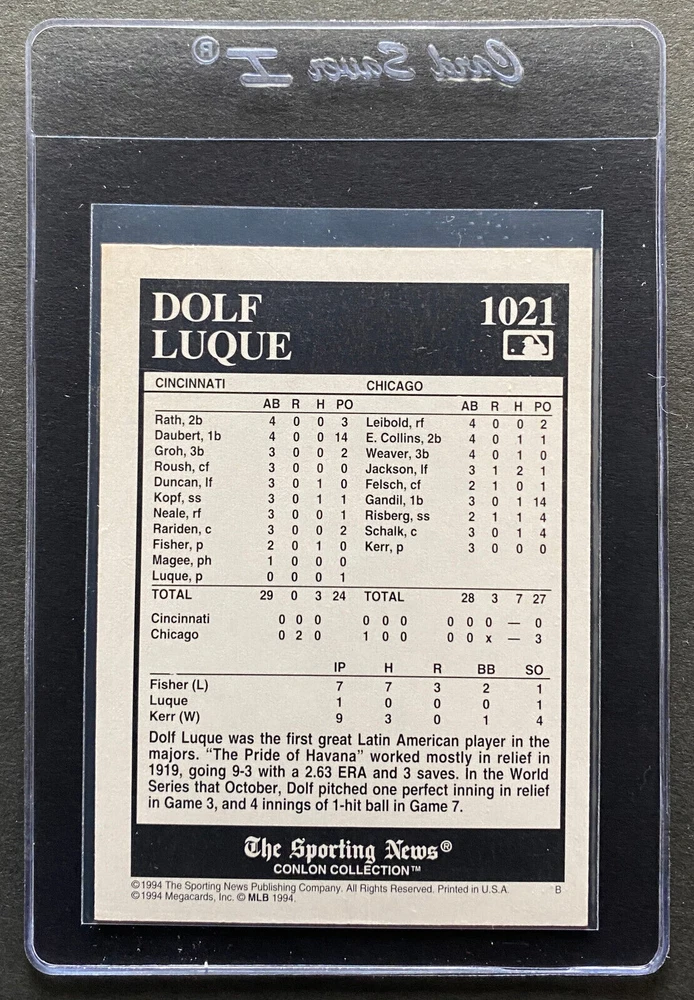 Card Saver I®
DOLF 1021
LUQUE
CINCINNATI CHICAGO
AB R H PO AB R H PO
Rath, 2b 4 0 0 3 Leibold, rf 4 0 0 2
Daubert, 1b 4 0 0 14 E. Collins, 2b 4 0 1 1
Groh, 3b 3 0 0 2 Weaver, 3b 4 0 1 0
Roush, cf 3 0 0 0 Jackson, lf 3 1 2 1
Duncan, lf 3 0 1 0 Felsch, cf 2 1 0 1
Kopf, ss 3 0 1 1 Gandil, 1b 3 0 1 14
Neale, rf 3 0 0 1 Risberg, ss 2 1 1 4
Rariden, c 3 0 0 2 Schalk, c 3 0 1 4
Fisher, p 2 0 1 0 Kerr, p 3 0 0 0
Magee, ph 1 0 0 0
Luque, p 0 0 0 1
TOTAL 29 0 3 24 TOTAL 28 3 7 27
Cincinnati 0 0 0 0 0 0 0 0 0 — 0
Chicago 0 2 0 1 0 0 0 0 x — 3
IP H R BB SO
Fisher (L) 7 7 3 2 1
Luque 1 0 0 0 1
Kerr (W) 9 3 0 1 4
Dolf Luque was the first great Latin American player in the
majors. “The Pride of Havana” worked mostly in relief in
1919, going 9-3 with a 2.63 ERA and 3 saves. In the World
Series that October, Dolf pitched one perfect inning in relief
in Game 3, and 4 innings of 1-hit ball in Game 7.
The Sporting News®
CONLON COLLECTION™
©1994 The Sporting News Publishing Company. All Rights Reserved. Printed in U.S.A. B
©1994 Megacards, Inc. © MLB 1994.